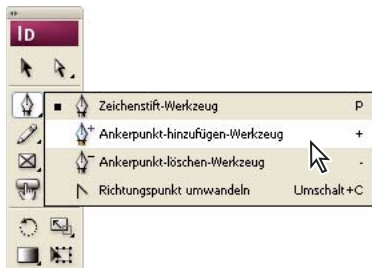 ID
Zeichenstift-Werkzeug P
Ankerpunkt-hinzufügen-Werkzeug +
Ankerpunkt-löschen-Werkzeug -
Richtungspunkt umwandeln Umschalt+C